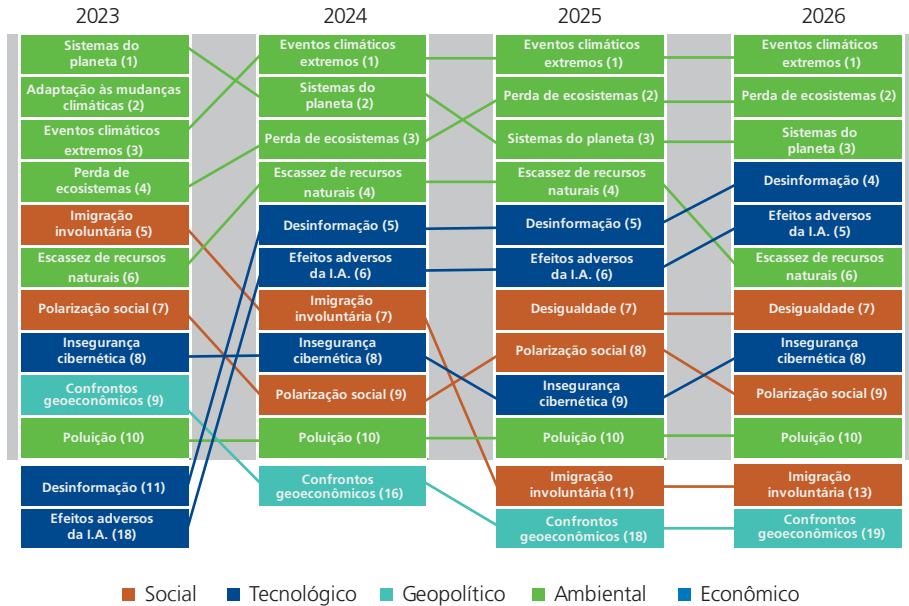 2023
2024
2025
2026
Sistemas do
planeta (1)
Adaptação às mudanças
climáticas (2)
Eventos climáticos
extremos (3)
Perda de
ecosistemas (4)
Imigração
involuntária (5)
Escassez de recursos
naturais (6)
Polarização social (7)
Insegurança
cibernética (8)
Confrontos
geoeconômicos (9)
Poluição (10)
Desinformação (11)
Efeitos adversos
da I.A. (18)
Eventos climáticos
extremos (1)
Sistemas do
planeta (2)
Perda de ecosistemas (3)
Escassez de recursos
naturais (4)
Desinformação (5)
Efeitos adversos
da I.A. (6)
Imigração
involuntária (7)
Insegurança
cibernética (8)
Polarização social (9)
Poluição (10)
Confrontos
geoeconômicos (16)
Eventos climáticos
extremos (1)
Perda de ecosistemas (2)
Sistemas do planeta (3)
Escassez de recursos
naturais (4)
Desinformação (5)
Efeitos adversos
da I.A. (6)
Desigualdade (7)
Polarização social (8)
Insegurança
cibernética (9)
Poluição (10)
Imigração
involuntária (11)
Confrontos
geoeconômicos (18)
Eventos climáticos
extremos (1)
Perda de ecosistemas (2)
Sistemas do
planeta (3)
Desinformação (4)
Efeitos adversos
da I.A. (5)
Escassez de recursos
naturais (6)
Desigualdade (7)
Insegurança
cibernética (8)
Polarização social (9)
Poluição (10)
Imigração
involuntária (13)
Confrontos
geoeconômicos (19)
Social
Tecnológico
Geopolítico
Ambiental
Econômico